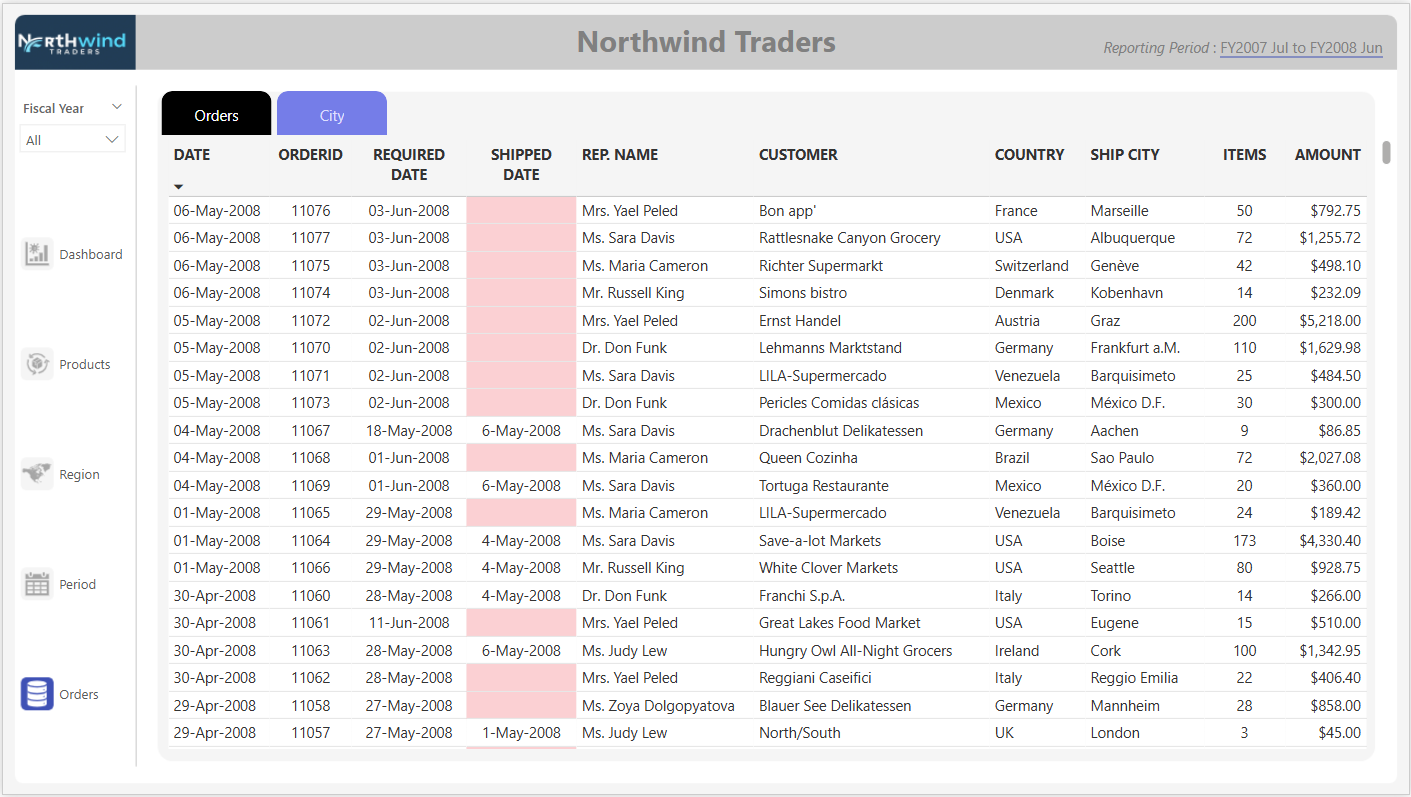 Northwind
TRADERS
Northwind Traders
Reporting Period : FY2007 Jul to FY2008 Jun
Fiscal Year
All
Dashboard
Products
Region
Period
Orders
Orders City
DATE ORDERID REQUIRED DATE SHIPPED DATE REP. NAME CUSTOMER COUNTRY SHIP CITY ITEMS AMOUNT
06-May-2008 11076 03-Jun-2008 Mrs. Yael Peled Bon app' France Marseille 50 $792.75
06-May-2008 11077 03-Jun-2008 Ms. Sara Davis Rattlesnake Canyon Grocery USA Albuquerque 72 $1,255.72
06-May-2008 11075 03-Jun-2008 Ms. Maria Cameron Richter Supermarkt Switzerland Genève 42 $498.10
06-May-2008 11074 03-Jun-2008 Mr. Russell King Simons bistro Denmark Kobenhavn 14 $232.09
05-May-2008 11072 02-Jun-2008 Mrs. Yael Peled Ernst Handel Austria Graz 200 $5,218.00
05-May-2008 11070 02-Jun-2008 Dr. Don Funk Lehmanns Marktstand Germany Frankfurt a.M. 110 $1,629.98
05-May-2008 11071 02-Jun-2008 Ms. Sara Davis LILA-Supermercado Venezuela Barquisimeto 25 $484.50
05-May-2008 11073 02-Jun-2008 Dr. Don Funk Pericles Comidas clásicas Mexico México D.F. 30 $300.00
04-May-2008 11067 18-May-2008 6-May-2008 Ms. Sara Davis Drachenblut Delikatessen Germany Aachen 9 $86.85
04-May-2008 11068 01-Jun-2008 Ms. Maria Cameron Queen Cozinha Brazil Sao Paulo 72 $2,027.08
04-May-2008 11069 01-Jun-2008 6-May-2008 Ms. Sara Davis Tortuga Restaurante Mexico México D.F. 20 $360.00
01-May-2008 11065 29-May-2008 Ms. Maria Cameron LILA-Supermercado Venezuela Barquisimeto 24 $189.42
01-May-2008 11064 29-May-2008 4-May-2008 Ms. Sara Davis Save-a-lot Markets USA Boise 173 $4,330.40
01-May-2008 11066 29-May-2008 4-May-2008 Mr. Russell King White Clover Markets USA Seattle 80 $928.75
30-Apr-2008 11060 28-May-2008 4-May-2008 Dr. Don Funk Franchi S.p.A. Italy Torino 14 $266.00
30-Apr-2008 11061 11-Jun-2008 Mrs. Yael Peled Great Lakes Food Market USA Eugene 15 $510.00
30-Apr-2008 11063 28-May-2008 6-May-2008 Ms. Judy Lew Hungry Owl All-Night Grocers Ireland Cork 100 $1,342.95
30-Apr-2008 11062 28-May-2008 Mrs. Yael Peled Reggiani Caseifici Italy Reggio Emilia 22 $406.40
29-Apr-2008 11058 27-May-2008 Ms. Zoya Dolgopyatova Blauer See Delikatessen Germany Mannheim 28 $858.00
29-Apr-2008 11057 27-May-2008 1-May-2008 Ms. Judy Lew North/South UK London 3 $45.00